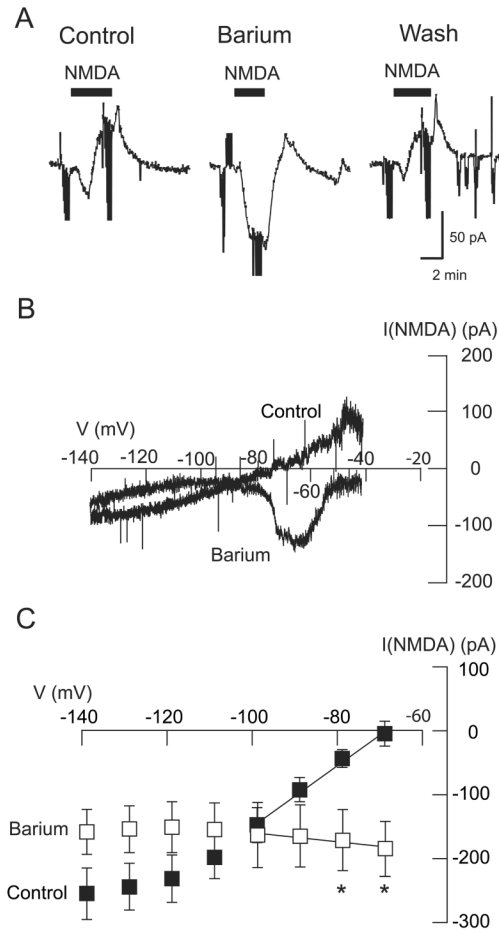 A
Control Barium Wash
NMDA NMDA NMDA
50 pA
2 min
B
I(NMDA) (pA)
200
Control
100
V (mV)
-140 -120 -100 -80 -60 -40 -20 0
-100
Barium
-200
C
I(NMDA) (pA)
100
V (mV)
-140 -120 -100 -80 -60
0
-100
Barium
-200
Control
* *
-300